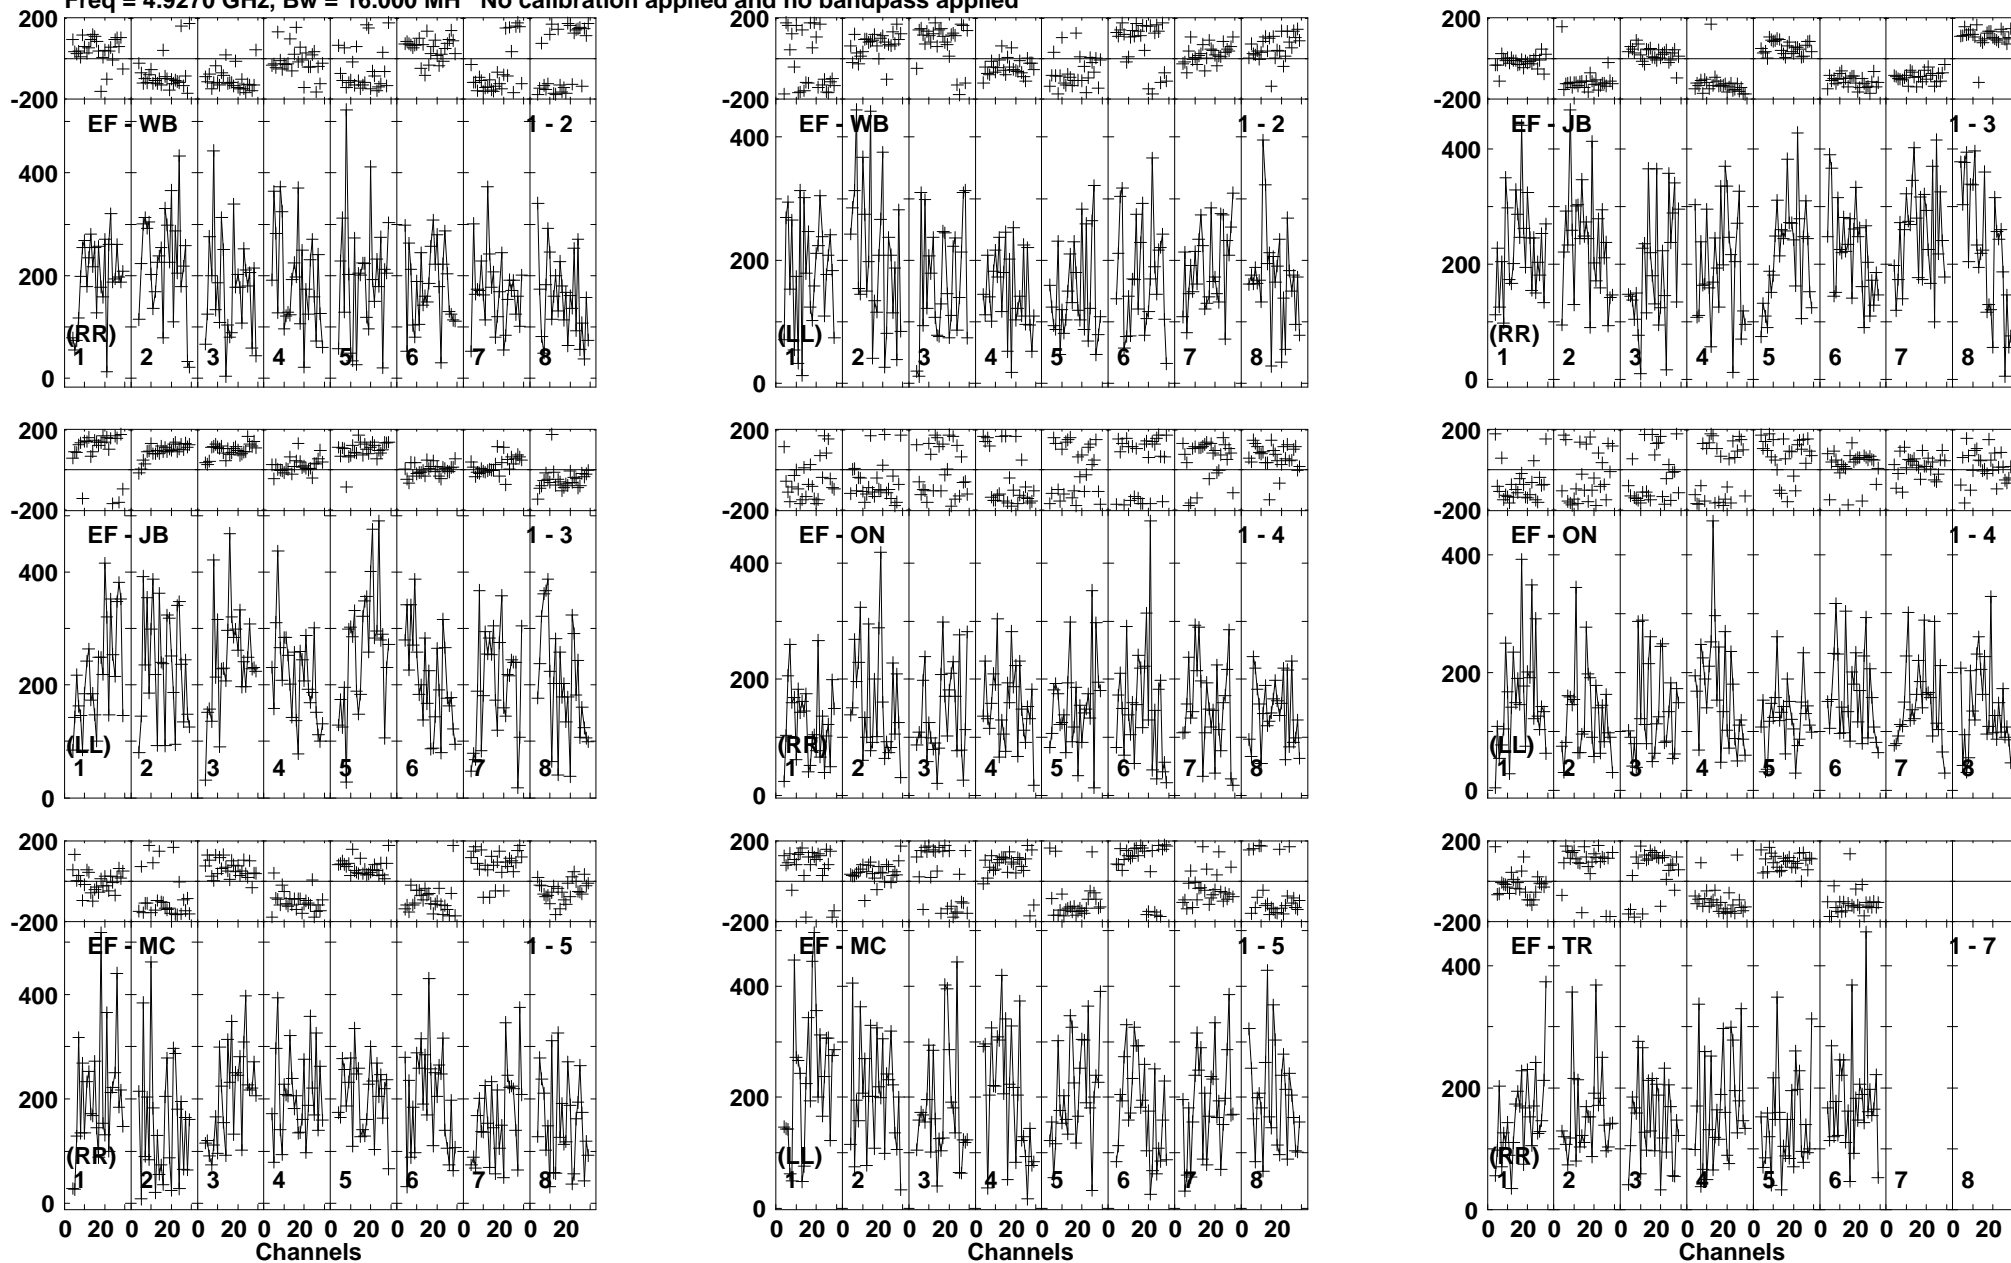 Freq = 4.9270 GHz, Bw = 16.000 MH No calibration applied and no bandpass applied
200 200 200
-200 -200 -200
EF - WB 1 - 2 EF - WB 1 - 2 EF - JB 1 - 3
400 400 400
200 200 200
(RR) (LL) (RR)
1 2 3 4 5 6 7 8 1 2 3 4 5 6 7 8 1 2 3 4 5 6 7 8
0 0 0
200 200 200
-200 -200 -200
EF - JB 1 - 3 EF - ON 1 - 4 EF - ON 1 - 4
400 400 400
200 200 200
(LL) (RR) (LL)
1 2 3 4 5 6 7 8 1 2 3 4 5 6 7 8 1 2 3 4 5 6 7 8
0 0 0
200 200 200
-200 -200 -200
EF - MC 1 - 5 EF - MC 1 - 5 EF - TR 1 - 7
400 400 400
200 200 200
(RR) (LL) (RR)
1 2 3 4 5 6 7 8 1 2 3 4 5 6 7 8 1 2 3 4 5 6 7 8
0 0 0
0 20 0 20 0 20 0 20 0 20 0 20 0 20 0 20 0 20 0 20 0 20 0 20 0 20 0 20 0 20 0 20 0 20 0 20 0 20 0 20 0 20 0 20 0 20 0 20
Channels Channels Channels